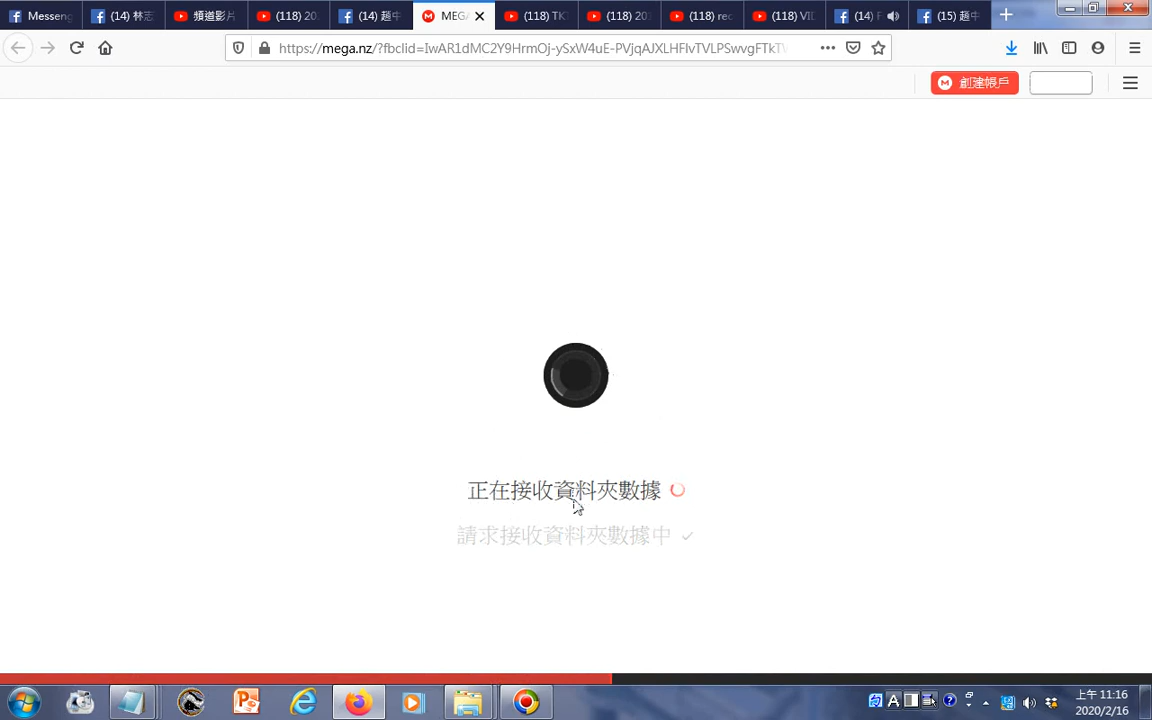 Messeng
(14) 林志
頻道影片
(118) 20
(14) 趙中
MEGA
(118) TK
(118) 20
(118) rec
(118) VI
(14) F
(15) 趙中
https://mega.nz/?fbclid=IwAR1dMC2Y9HrmOj-ySxW4uE-PVjqAJXLHFlvTVLPSwvgFTkTV
創建帳戶
正在接收資料夾數據
請求接收資料夾數據中
上午 11:16
2020/2/16